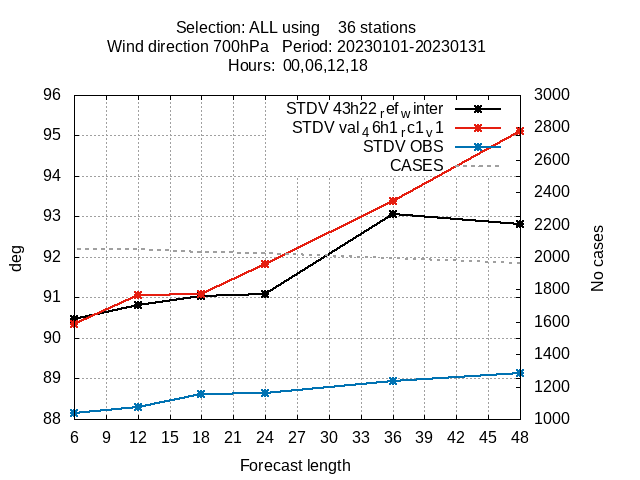 Selection: ALL using    36 stations
Wind direction 700hPa   Period: 20230101-20230131
Hours: 00,06,12,18
STDV 43h22ref winter
STDV val46h1rc1v1
STDV OBS
CASES
96
95
94
93
92
91
90
89
88
3000
2800
2600
2400
2200
2000
1800
1600
1400
1200
1000
deg
No cases
6 9 12 15 18 21 24 27 30 33 36 39 42 45 48
Forecast length